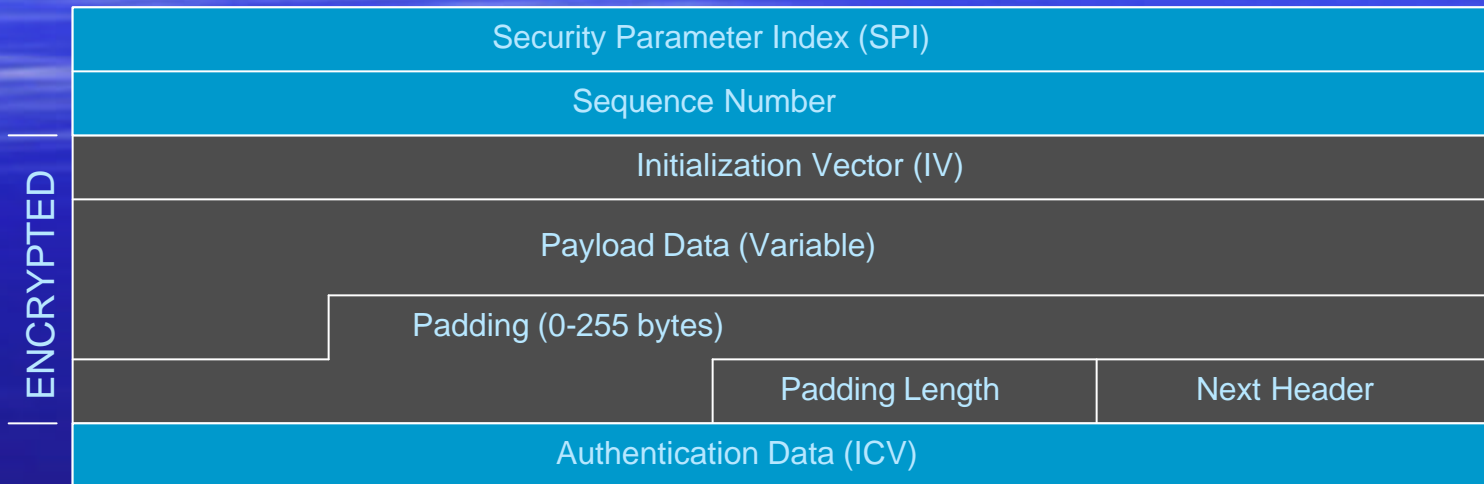 Security Parameter Index (SPI)
Sequence Number
ENCRYPTED
Initialization Vector (IV)
Payload Data (Variable)
Padding (0-255 bytes)
Padding Length
Next Header
Authentication Data (ICV)